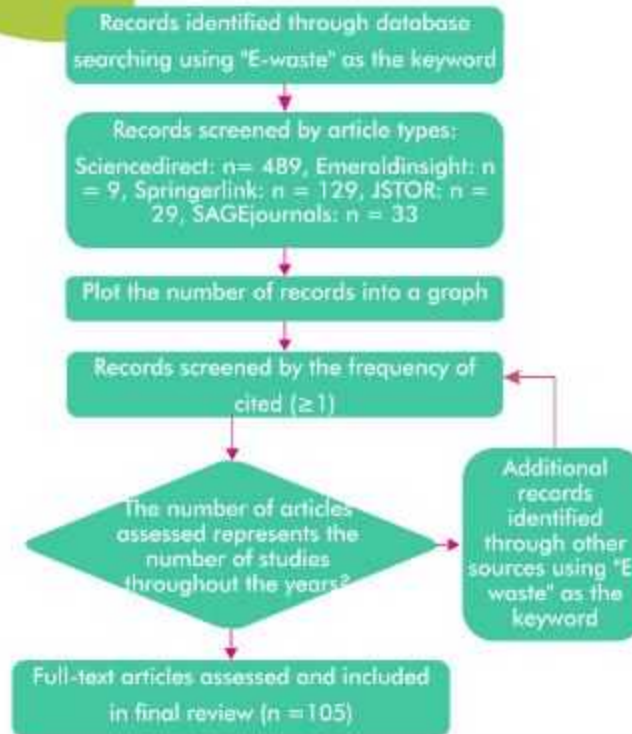 Records identified through database
searching using "E-waste" as the keyword
Records screened by article types:
Sciencedirect: n= 489, Emeraldinsight: n
= 9, Springerlink: n = 129, JSTOR: n =
29, SAGEjournals: n = 33
Plot the number of records into a graph
Records screened by the frequency of
cited (≥1)
The number of articles
assessed represents the
number of studies
throughout the years?
Additional
records
identified
through other
sources using "E-
waste" as the
keyword
Full-text articles assessed and included
in final review (n =105)